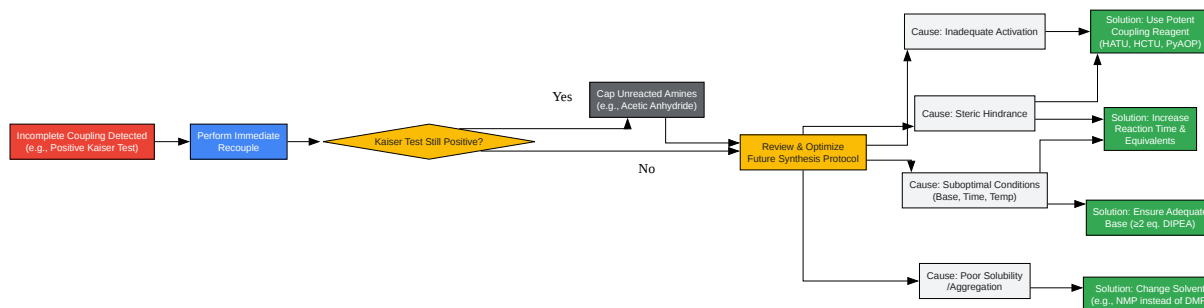 Incomplete Coupling Detected
(e.g., Positive Kaiser Test)
Perform Immediate
Recouple
Kaiser Test Still Positive?
Yes
No
Cap Unreacted Amines
(e.g., Acetic Anhydride)
Review & Optimize
Future Synthesis Protocol
Cause: Inadequate Activation
Cause: Steric Hindrance
Cause: Suboptimal Conditions
(Base, Time, Temp)
Cause: Poor Solubility
/Aggregation
Solution: Use Potent
Coupling Reagent
(HATU, HCTU, PyAOP)
Solution: Increase
Reaction Time &
Equivalents
Solution: Ensure Adequate
Base (≥2 eq. DIPEA)
Solution: Change Solvent
(e.g., NMP instead of